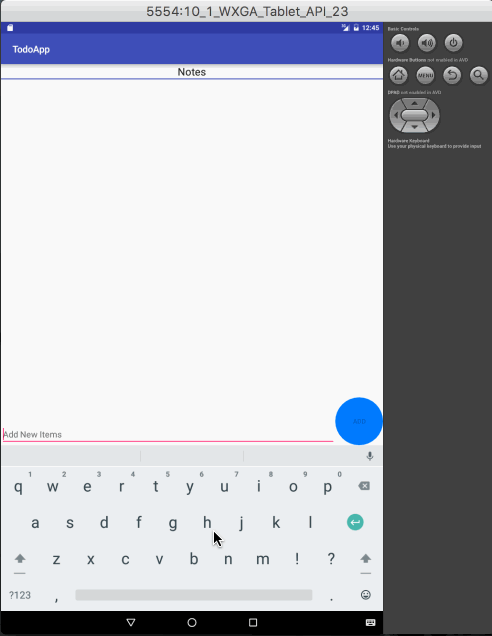 5554:10_1_WXGA_Tablet_API_23
12:45
TodoApp
Notes
Add New Items
ADD
1 2 3 4 5 6 7 8 9 0
q w e r t y u i o p
a s d f g h j k l
z x c v b n m ! ?
?123 , .
Basic Controls
Hardware Buttons not enabled in AVD
MENU
DPAD not enabled in AVD
Hardware Keyboard
Use your physical keyboard to provide input